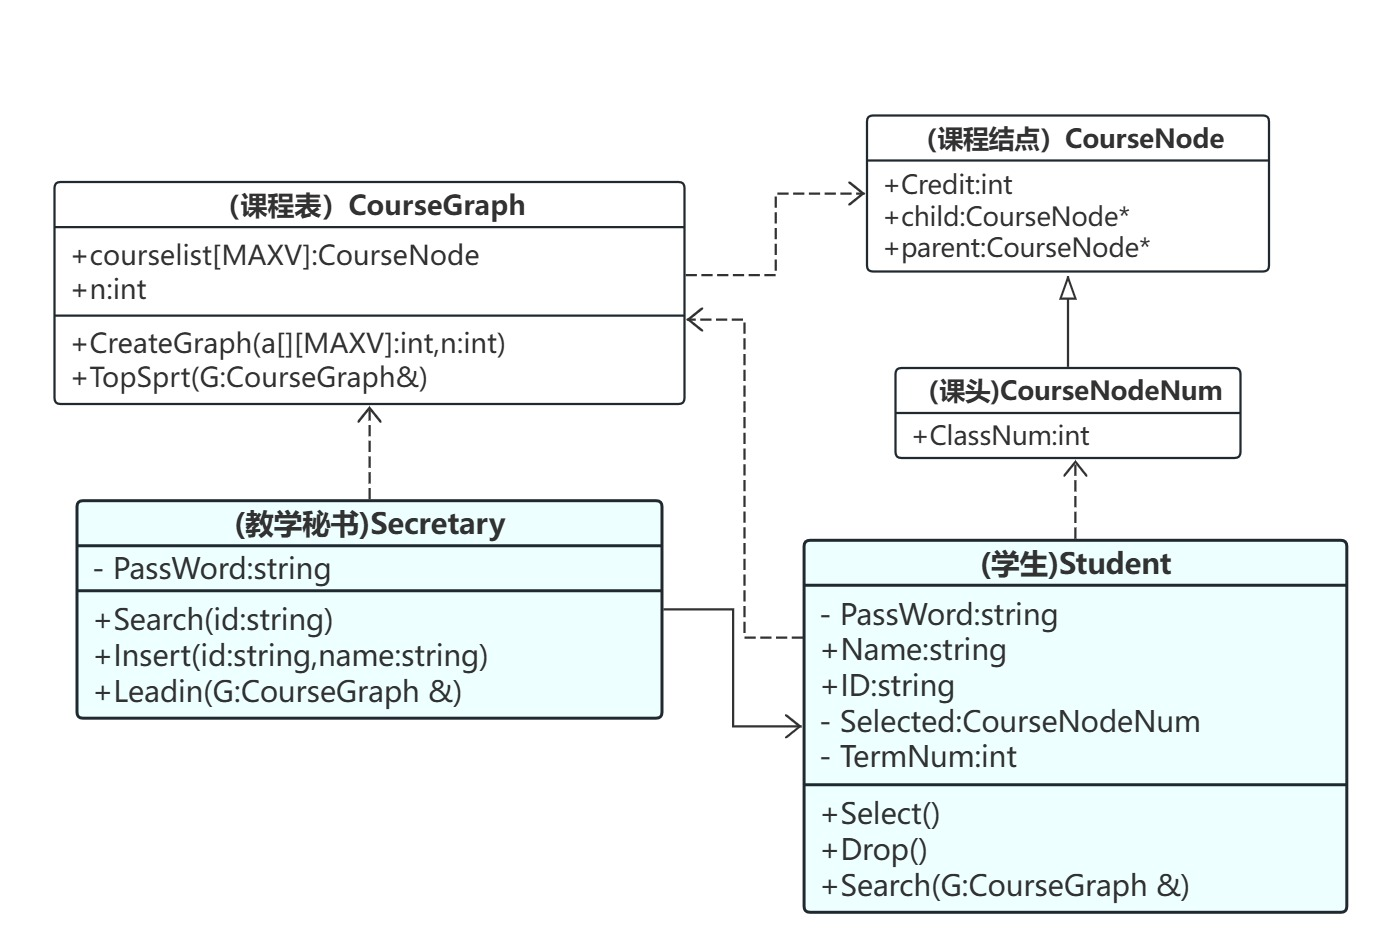 (课程结点）CourseNode
+Credit:int
+child:CourseNode*
+parent:CourseNode*
(课程表）CourseGraph
+courselist[MAXV]:CourseNode
+n:int
+CreateGraph(a[][MAXV]:int,n:int)
+TopSprt(G:CourseGraph&)
(课头)CourseNodeNum
+ClassNum:int
(教学秘书)Secretary
- PassWord:string
+Search(id:string)
+Insert(id:string,name:string)
+Leadin(G:CourseGraph &)
(学生)Student
- PassWord:string
+Name:string
+ID:string
- Selected:CourseNodeNum
- TermNum:int
+Select()
+Drop()
+Search(G:CourseGraph &)